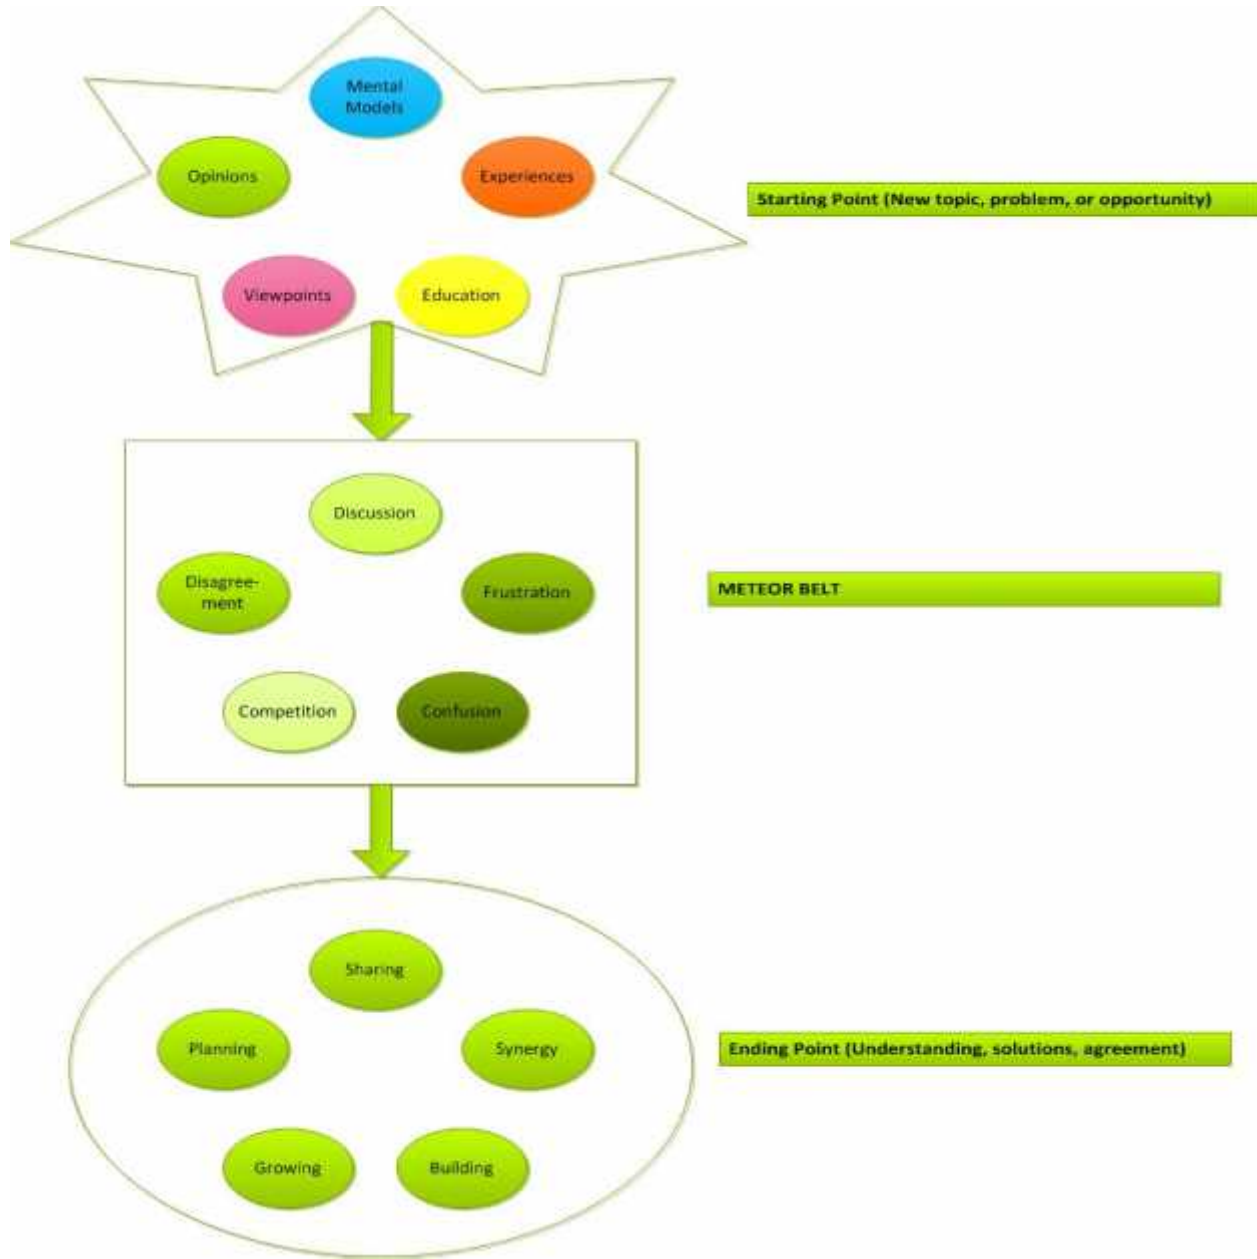 Mental
Models
Opinions
Experiences
Starting Point (New topic, problem, or opportunity)
Viewpoints
Education
Discussion
Disagree-
ment
Frustration
METEOR BELT
Competition
Confusion
Sharing
Planning
Synergy
Ending Point (Understanding, solutions, agreement)
Growing
Building